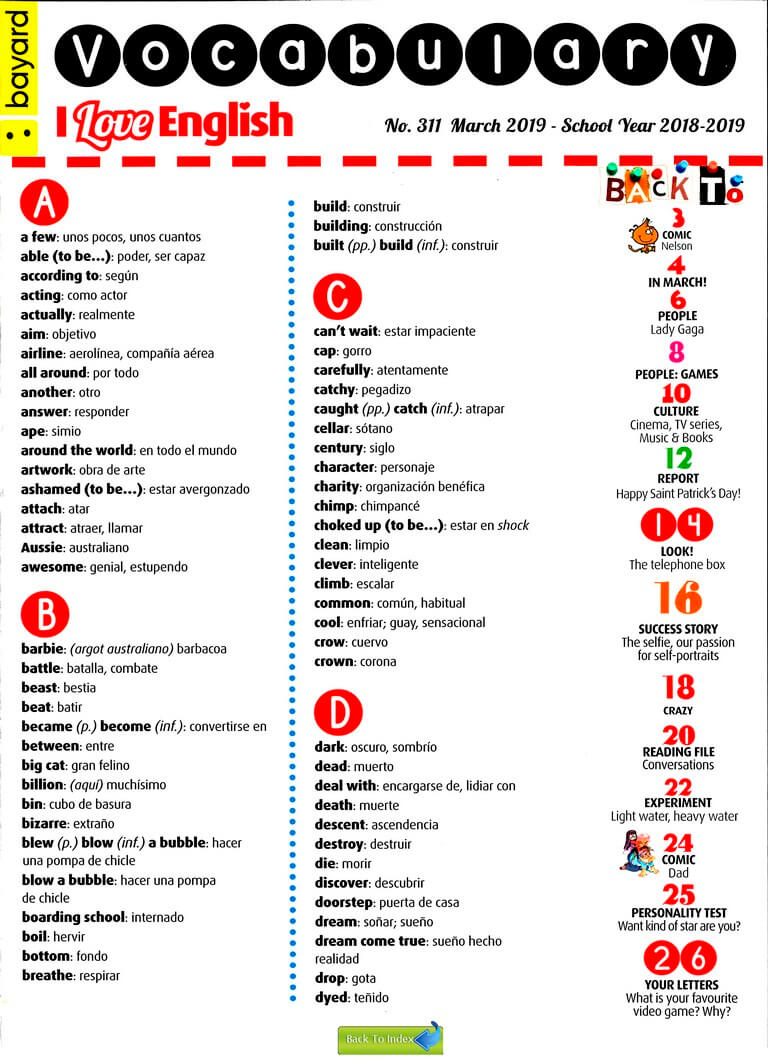 bayard
Vocabulary
I Love English
No. 311 March 2019 - School Year 2018-2019
A
a few: unos pocos, unos cuantos
able (to be...): poder, ser capaz
according to: según
acting: como actor
actually: realmente
aim: objetivo
airline: aerolínea, compañía aérea
all around: por todo
another: otro
answer: responder
ape: simio
around the world: en todo el mundo
artwork: obra de arte
ashamed (to be...): estar avergonzado
attach: atar
attract: atraer, llamar
Aussie: australiano
awesome: genial, estupendo
B
barbie: (argot australiano) barbacoa
battle: batalla, combate
beast: bestia
beat: batir
became (p.) become (inf.): convertirse en
between: entre
big cat: gran felino
billion: (aquí) muchísimo
bin: cubo de basura
bizarre: extraño
blew (p.) blow (inf.) a bubble: hacer
una pompa de chicle
blow a bubble: hacer una pompa
de chicle
boarding school: internado
boil: hervir
bottom: fondo
breathe: respirar
build: construir
building: construcción
built (pp.) build (inf.): construir
C
can't wait: estar impaciente
cap: gorro
carefully: atentamente
catchy: pegadizo
caught (pp.) catch (inf.): atrapar
cellar: sótano
century: siglo
character: personaje
charity: organización benéfica
chimp: chimpancé
choked up (to be...): estar en shock
clean: limpio
clever: inteligente
climb: escalar
common: común, habitual
cool: enfriar; guay, sensacional
crow: cuervo
crown: corona
D
dark: oscuro, sombrío
dead: muerto
deal with: encargarse de, lidiar con
death: muerte
descent: ascendencia
destroy: destruir
die: morir
discover: descubrir
doorstep: puerta de casa
dream: soñar; sueño
dream come true: sueño hecho
realidad
drop: gota
dyed: teñido
BACK TO
3
COMIC
Nelson
4
IN MARCH!
6
PEOPLE
Lady Gaga
8
PEOPLE: GAMES
10
CULTURE
Cinema, TV series,
Music & Books
12
REPORT
Happy Saint Patrick's Day!
14
LOOK!
The telephone box
16
SUCCESS STORY
The selfie, our passion
for self-portraits
18
CRAZY
20
READING FILE
Conversations
22
EXPERIMENT
Light water, heavy water
24
COMIC
Dad
25
PERSONALITY TEST
Want kind of star are you?
26
YOUR LETTERS
What is your favourite
video game? Why?
Back To Index